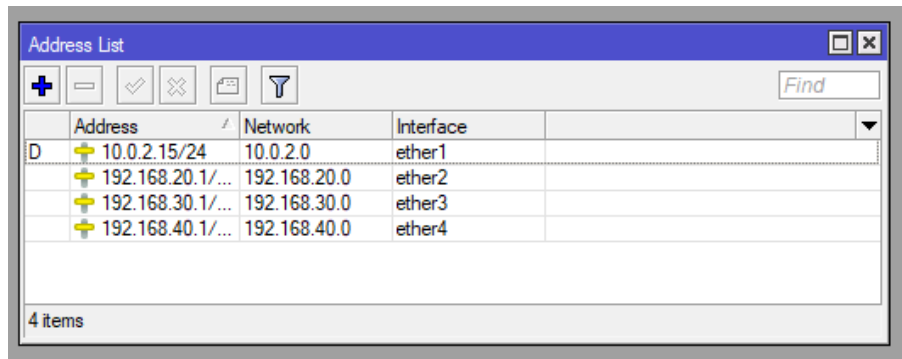 Address List
Find
Address Network Interface
D 10.0.2.15/24 10.0.2.0 ether1
192.168.20.1/... 192.168.20.0 ether2
192.168.30.1/... 192.168.30.0 ether3
192.168.40.1/... 192.168.40.0 ether4
4 items